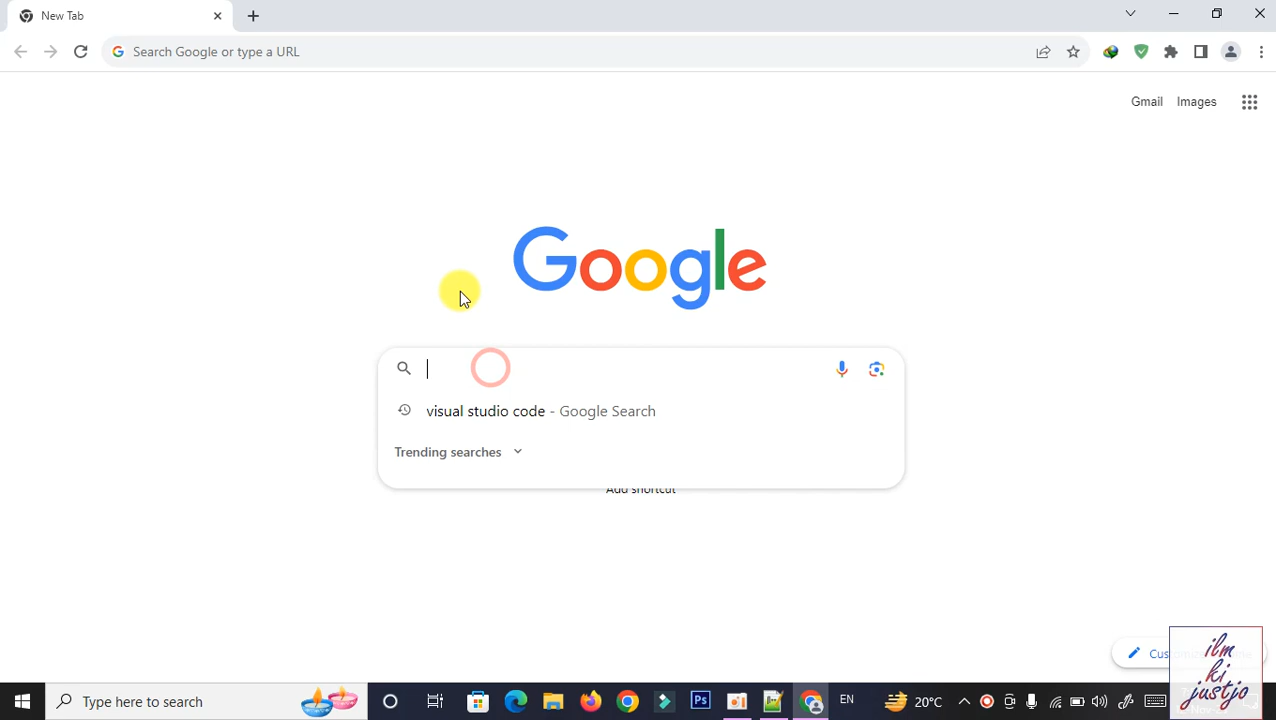 New Tab
Search Google or type a URL
Gmail Images
Google
visual studio code - Google Search
Trending searches
Add shortcut
Type here to search
Ps
EN
20°C
ilm
ki
justjo